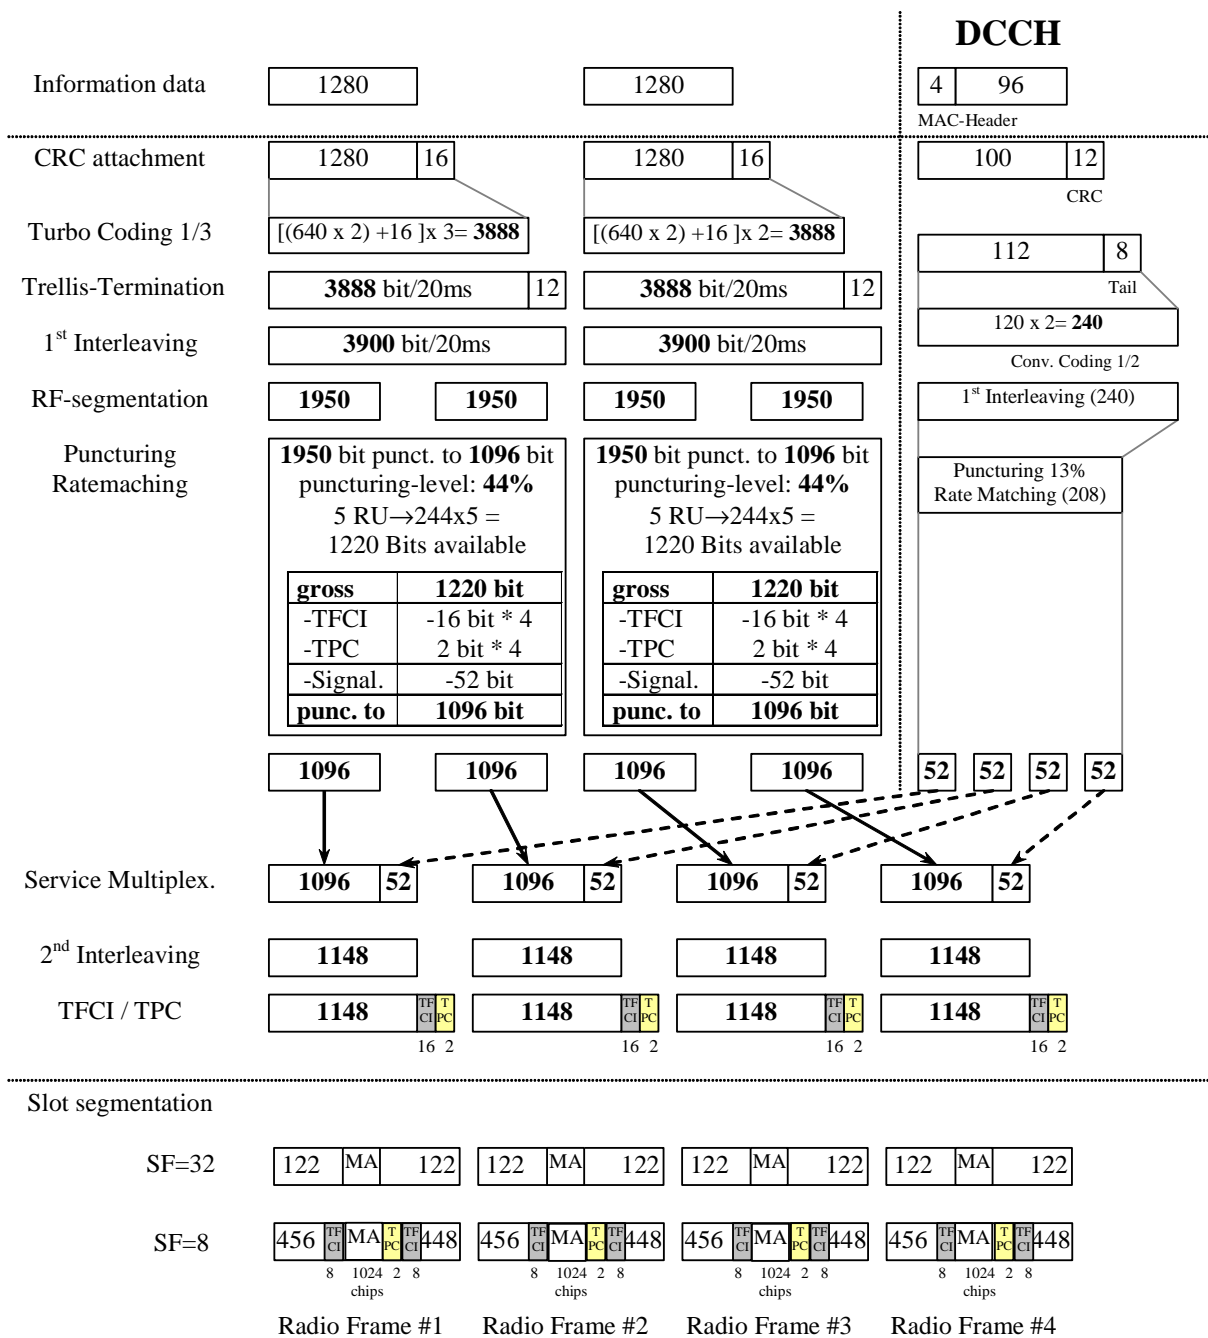 DCCH
Information data 1280 1280 4 96
MAC-Header
CRC attachment 1280 16 1280 16 100 12
CRC
Turbo Coding 1/3 [(640 x 2) +16 ]x 3= 3888 [(640 x 2) +16 ]x 2= 3888
112 8
Tail
Trellis-Termination 3888 bit/20ms 12 3888 bit/20ms 12
120 x 2= 240
1st Interleaving 3900 bit/20ms 3900 bit/20ms
Conv. Coding 1/2
RF-segmentation 1950 1950 1950 1950 1st Interleaving (240)
Puncturing
Ratemaching
1950 bit punct. to 1096 bit
puncturing-level: 44%
5 RU→244x5 =
1220 Bits available
gross 1220 bit
-TFCI -16 bit * 4
-TPC 2 bit * 4
-Signal. -52 bit
punc. to 1096 bit
1950 bit punct. to 1096 bit
puncturing-level: 44%
5 RU→244x5 =
1220 Bits available
gross 1220 bit
-TFCI -16 bit * 4
-TPC 2 bit * 4
-Signal. -52 bit
punc. to 1096 bit
Puncturing 13%
Rate Matching (208)
1096 1096 1096 1096 52 52 52 52
Service Multiplex. 1096 52 1096 52 1096 52 1096 52
2nd Interleaving 1148 1148 1148 1148
TFCI / TPC 1148 TF CI T PC 1148 TF CI T PC 1148 TF CI T PC 1148 TF CI T PC
16 2 16 2 16 2 16 2
Slot segmentation
SF=32 122 MA 122 122 MA 122 122 MA 122 122 MA 122
SF=8 456 TF CI MA T PC TF CI 448 456 TF CI MA T PC TF CI 448 456 TF CI MA T PC TF CI 448 456 TF CI MA T PC TF CI 448
8 1024 2 8 8 1024 2 8 8 1024 2 8 8 1024 2 8
chips chips chips chips
Radio Frame #1 Radio Frame #2 Radio Frame #3 Radio Frame #4